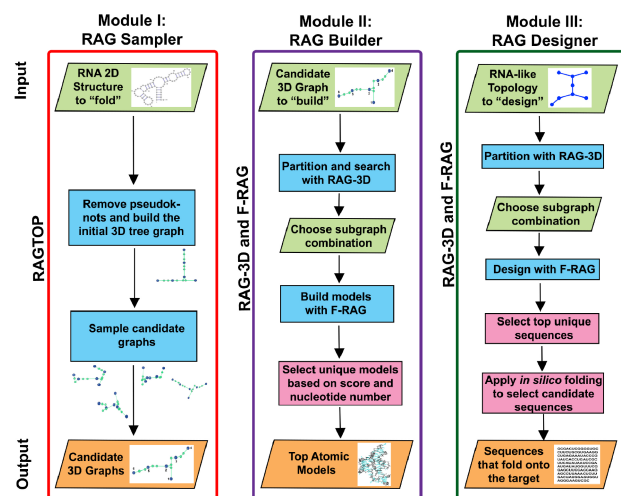 Module I:
RAG Sampler
Module II:
RAG Builder
Module III:
RAG Designer
Input
Output
RAGTOP
RNA 2D
Structure
to “fold”
Remove pseudok-
nots and build the
initial 3D tree graph
Sample candidate
graphs
Candidate
3D Graphs
RAG-3D and F-RAG
Candidate
3D Graph
to “build”
Partition and search
with RAG-3D
Choose subgraph
combination
Build models
with F-RAG
Select unique models
based on score and
nucleotide number
Top Atomic
Models
RAG-3D and F-RAG
RNA-like
Topology
to “design”
Partition with RAG-3D
Choose subgraph
combination
Design with F-RAG
Select top unique
sequences
Apply in silico folding
to select candidate
sequences
Sequences
that fold onto
the target